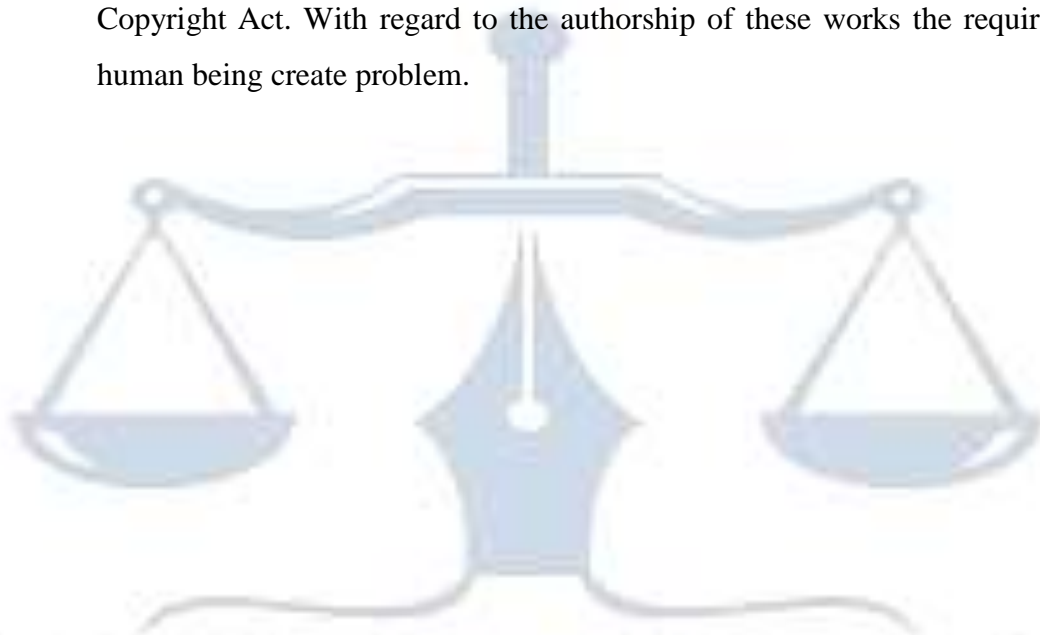 Copyright Act. With regard to the authorship of these works the requir
human being create problem.